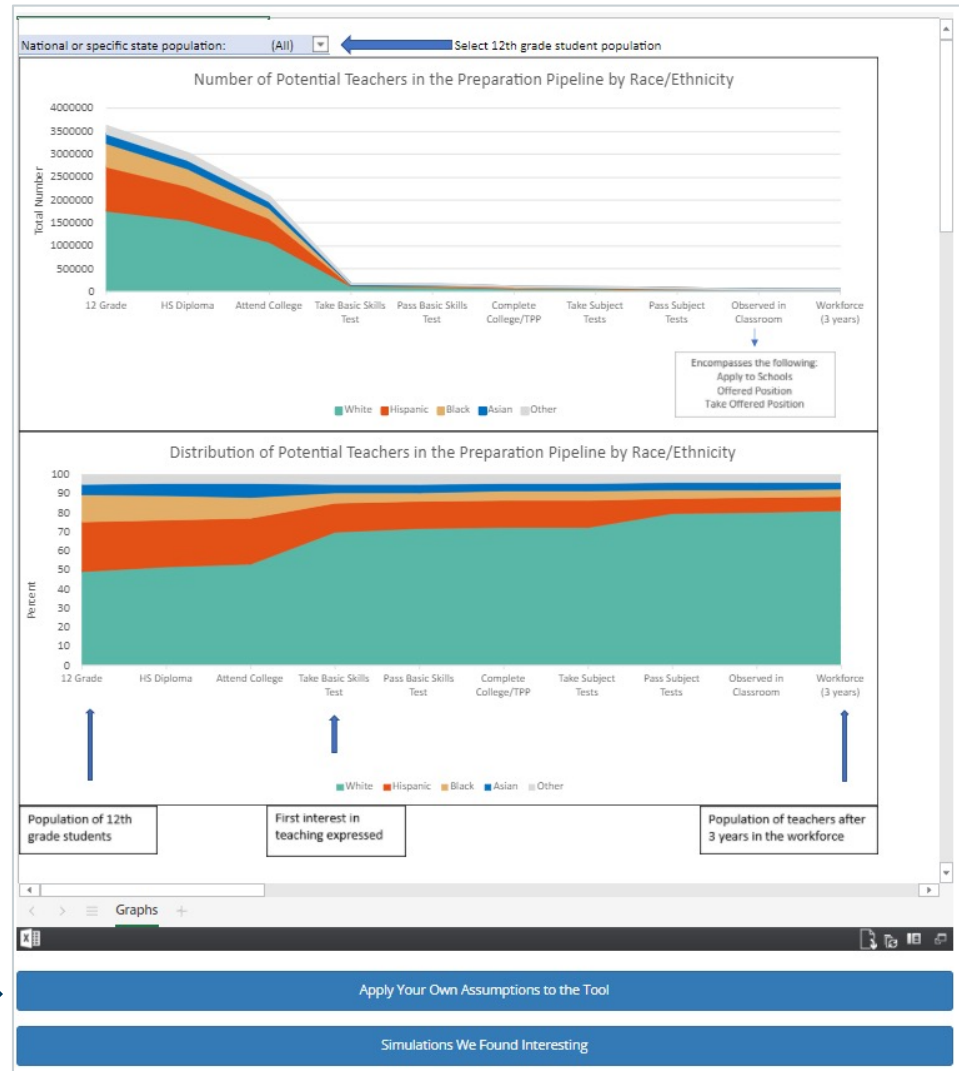 National or specific state population: (All)
Select 12th grade student population
Number of Potential Teachers in the Preparation Pipeline by Race/Ethnicity
Total Number
4000000
3500000
3000000
2500000
2000000
1500000
1000000
500000
0
12 Grade
HS Diploma
Attend College
Take Basic Skills
Test
Pass Basic Skills
Test
Complete
College/TPP
Take Subject
Tests
Pass Subject
Tests
Observed in
Classroom
Workforce
(3 years)
Encompasses the following:
Apply to Schools
Offered Position
Take Offered Position
White Hispanic Black Asian Other
Distribution of Potential Teachers in the Preparation Pipeline by Race/Ethnicity
Percent
100
90
80
70
60
50
40
30
20
10
0
12 Grade
HS Diploma
Attend College
Take Basic Skills
Test
Pass Basic Skills
Test
Complete
College/TPP
Take Subject
Tests
Pass Subject
Tests
Observed in
Classroom
Workforce
(3 years)
White Hispanic Black Asian Other
Population of 12th
grade students
First interest in
teaching expressed
Population of teachers after
3 years in the workforce
Graphs
Apply Your Own Assumptions to the Tool
Simulations We Found Interesting